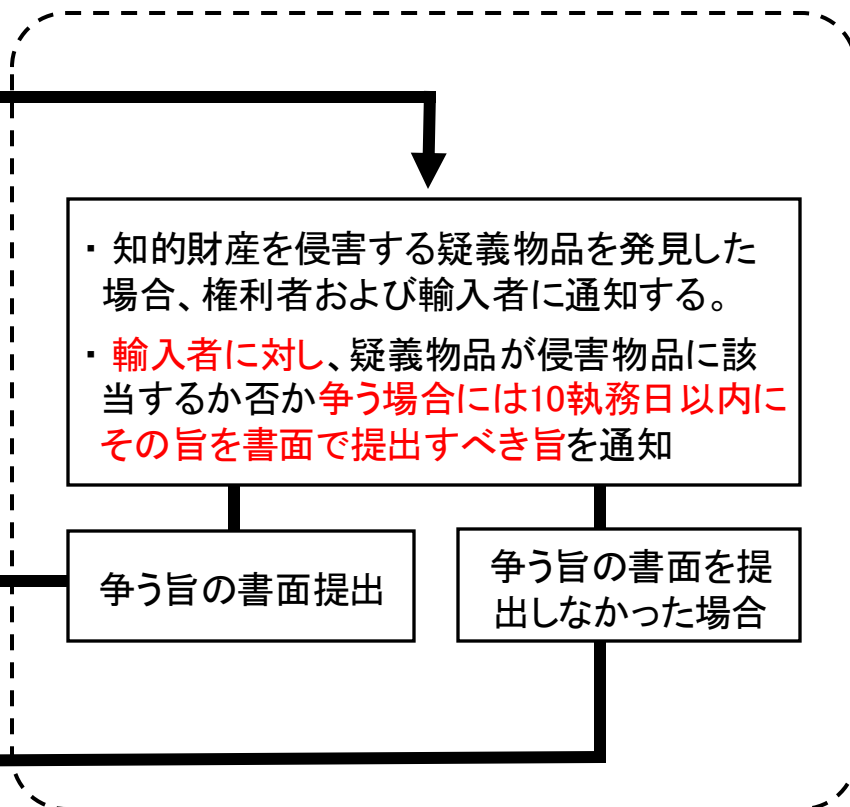 ・ 知的財産を侵害する疑義物品を発見した
場合、権利者および輸入者に通知する。
・ 輸入者に対し、疑義物品が侵害物品に該
当するか否か争う場合には10執務日以内に
その旨を書面で提出すべき旨を通知
争う旨の書面提出
争う旨の書面を提
出しなかった場合